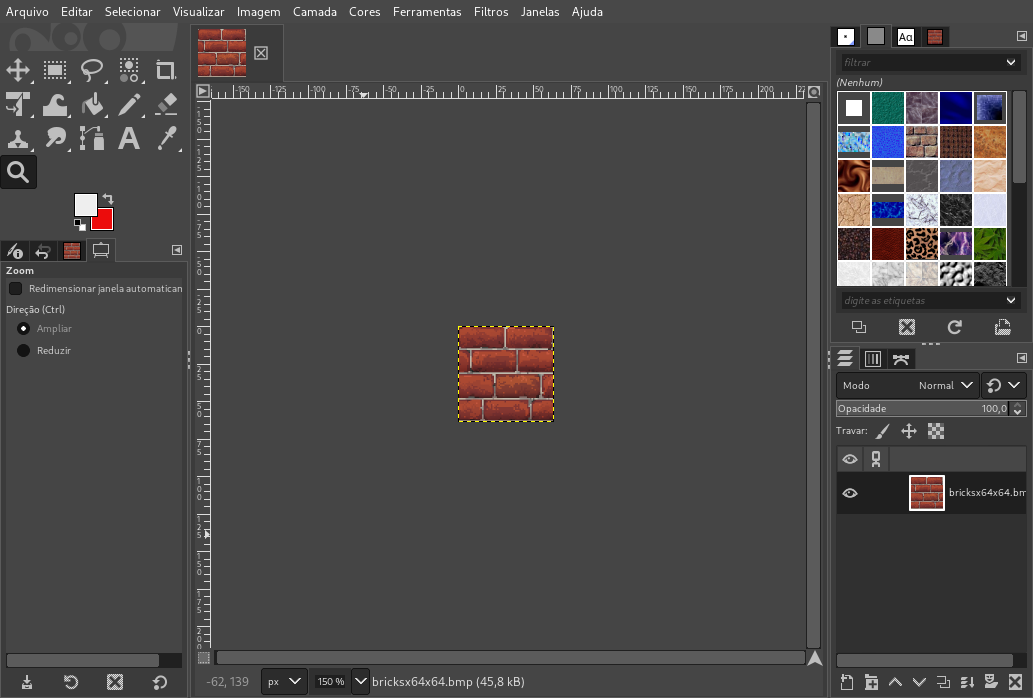 Arquivo Editar Selecionar Visualizar Imagem Camada Cores Ferramentas Filtros Janelas Ajuda
Zoom
Redimensionar janela automatican
Direção (Ctrl)
Ampliar
Reduzir
-150 -125 -100 -75 -50 -25 0 25 50 75 100 125 150 175 200
-62, 139
px
150 %
bricksx64x64.bmp (45,8 kB)
Aα
filtrar
(Nenhum)
digite as etiquetas
Modo Normal
Opacidade 100,0
Travar:
bricksx64x64.bm